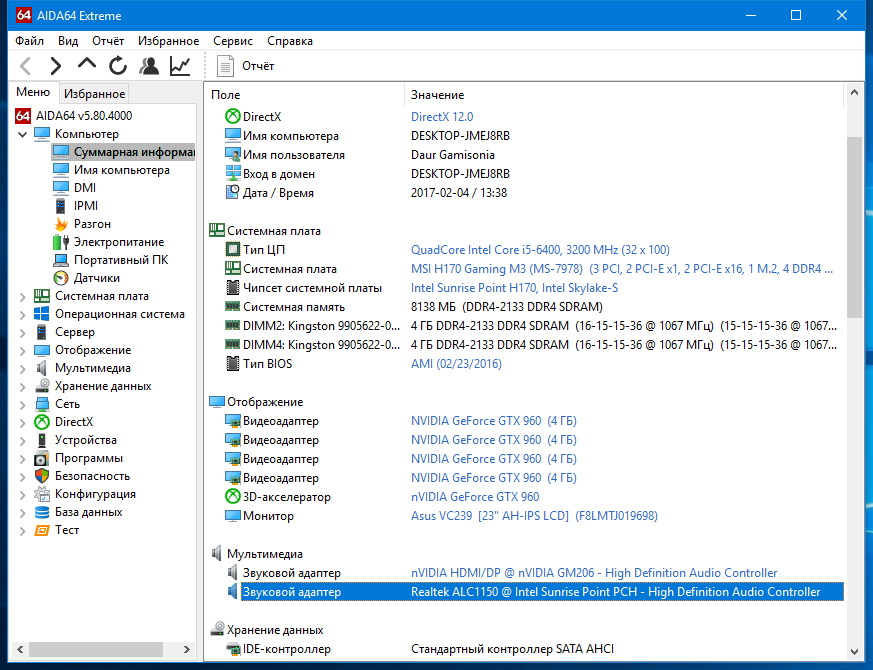 64 AIDA64 Extreme
Файл Вид Отчёт Избранное Сервис Справка
Отчёт
Меню Избранное
64 AIDA64 v5.80.4000
Компьютер
Суммарная информа
Имя компьютера
DMI
IPMI
Разгон
Электропитание
Портативный ПК
Датчики
Системная плата
Операционная система
Сервер
Отображение
Мультимедиа
Хранение данных
Сеть
DirectX
Устройства
Программы
Безопасность
Конфигурация
База данных
Тест
Поле Значение
DirectX DirectX 12.0
Имя компьютера DESKTOP-JMEJ8RB
Имя пользователя Daur Gamisonia
Вход в домен DESKTOP-JMEJ8RB
Дата / Время 2017-02-04 / 13:38
Системная плата
Тип ЦП QuadCore Intel Core i5-6400, 3200 MHz (32 x 100)
Системная плата MSI H170 Gaming M3 (MS-7978) (3 PCI, 2 PCI-E x1, 2 PCI-E x16, 1 M.2, 4 DDR4 ...
Чипсет системной платы Intel Sunrise Point H170, Intel Skylake-S
Системная память 8138 МБ (DDR4-2133 DDR4 SDRAM)
DIMM2: Kingston 9905622-0... 4 ГБ DDR4-2133 DDR4 SDRAM (16-15-15-36 @ 1067 МГц) (15-15-15-36 @ 1067...
DIMM4: Kingston 9905622-0... 4 ГБ DDR4-2133 DDR4 SDRAM (16-15-15-36 @ 1067 МГц) (15-15-15-36 @ 1067...
Тип BIOS AMI (02/23/2016)
Отображение
Видеоадаптер NVIDIA GeForce GTX 960 (4 ГБ)
Видеоадаптер NVIDIA GeForce GTX 960 (4 ГБ)
Видеоадаптер NVIDIA GeForce GTX 960 (4 ГБ)
Видеоадаптер NVIDIA GeForce GTX 960 (4 ГБ)
3D-акселератор nVIDIA GeForce GTX 960
Монитор Asus VC239 [23" AH-IPS LCD] (F8LMTJ019698)
Мультимедиа
Звуковой адаптер nVIDIA HDMI/DP @ nVIDIA GM206 - High Definition Audio Controller
Звуковой адаптер Realtek ALC1150 @ Intel Sunrise Point PCH - High Definition Audio Controller
Хранение данных
IDE-контроллер Стандартный контроллер SATA AHCI